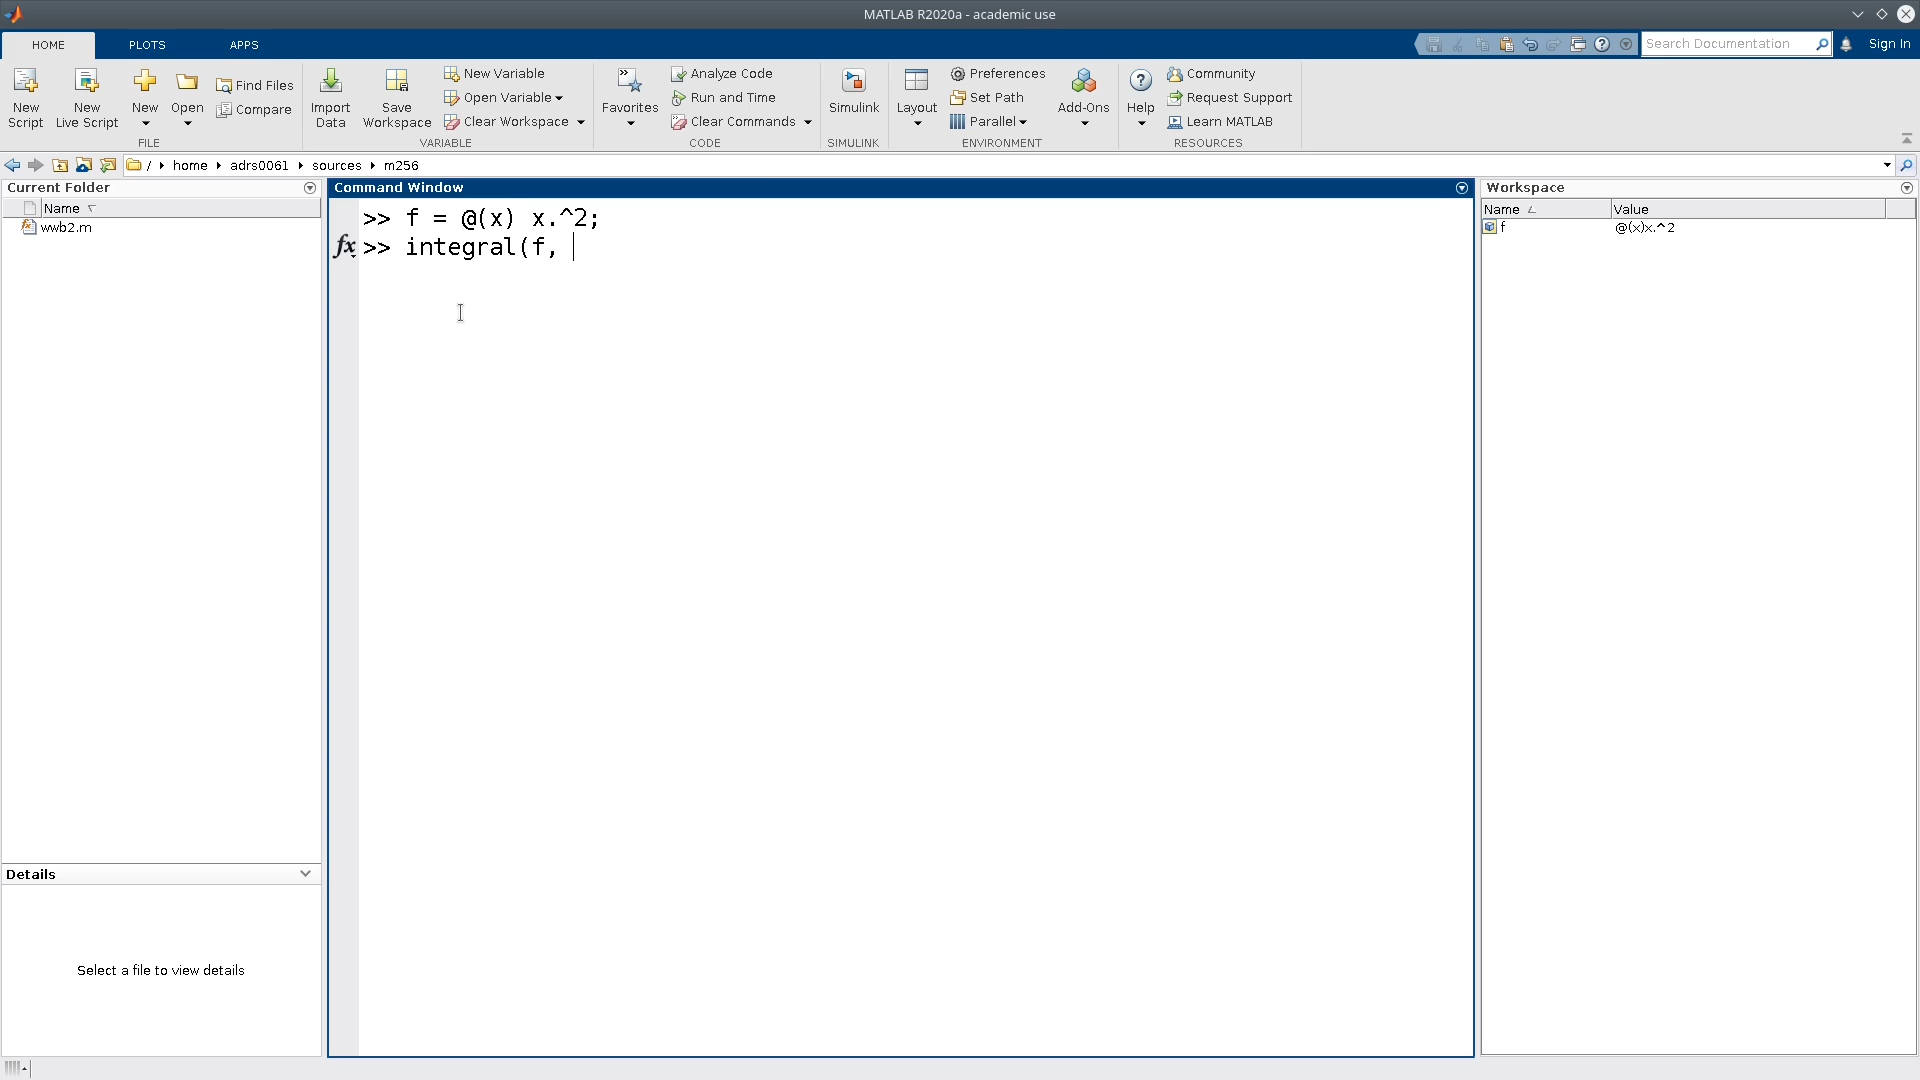 MATLAB R2020a - academic use
HOME
PLOTS
APPS
Search Documentation
Sign In
New Script
New Live Script
New
Open
Find Files
Compare
FILE
Import Data
Save Workspace
New Variable
Open Variable
Clear Workspace
VARIABLE
Favorites
Analyze Code
Run and Time
Clear Commands
CODE
Simulink
SIMULINK
Layout
Preferences
Set Path
Parallel
Add-Ons
ENVIRONMENT
Help
Community
Request Support
Learn MATLAB
RESOURCES
/ home adrs0061 sources m256
Current Folder
Name
wwb2.m
Details
Select a file to view details
Command Window
>> f = @(x) x.^2;
fx >> integral(f,
Workspace
Name Value
f @(x)x.^2